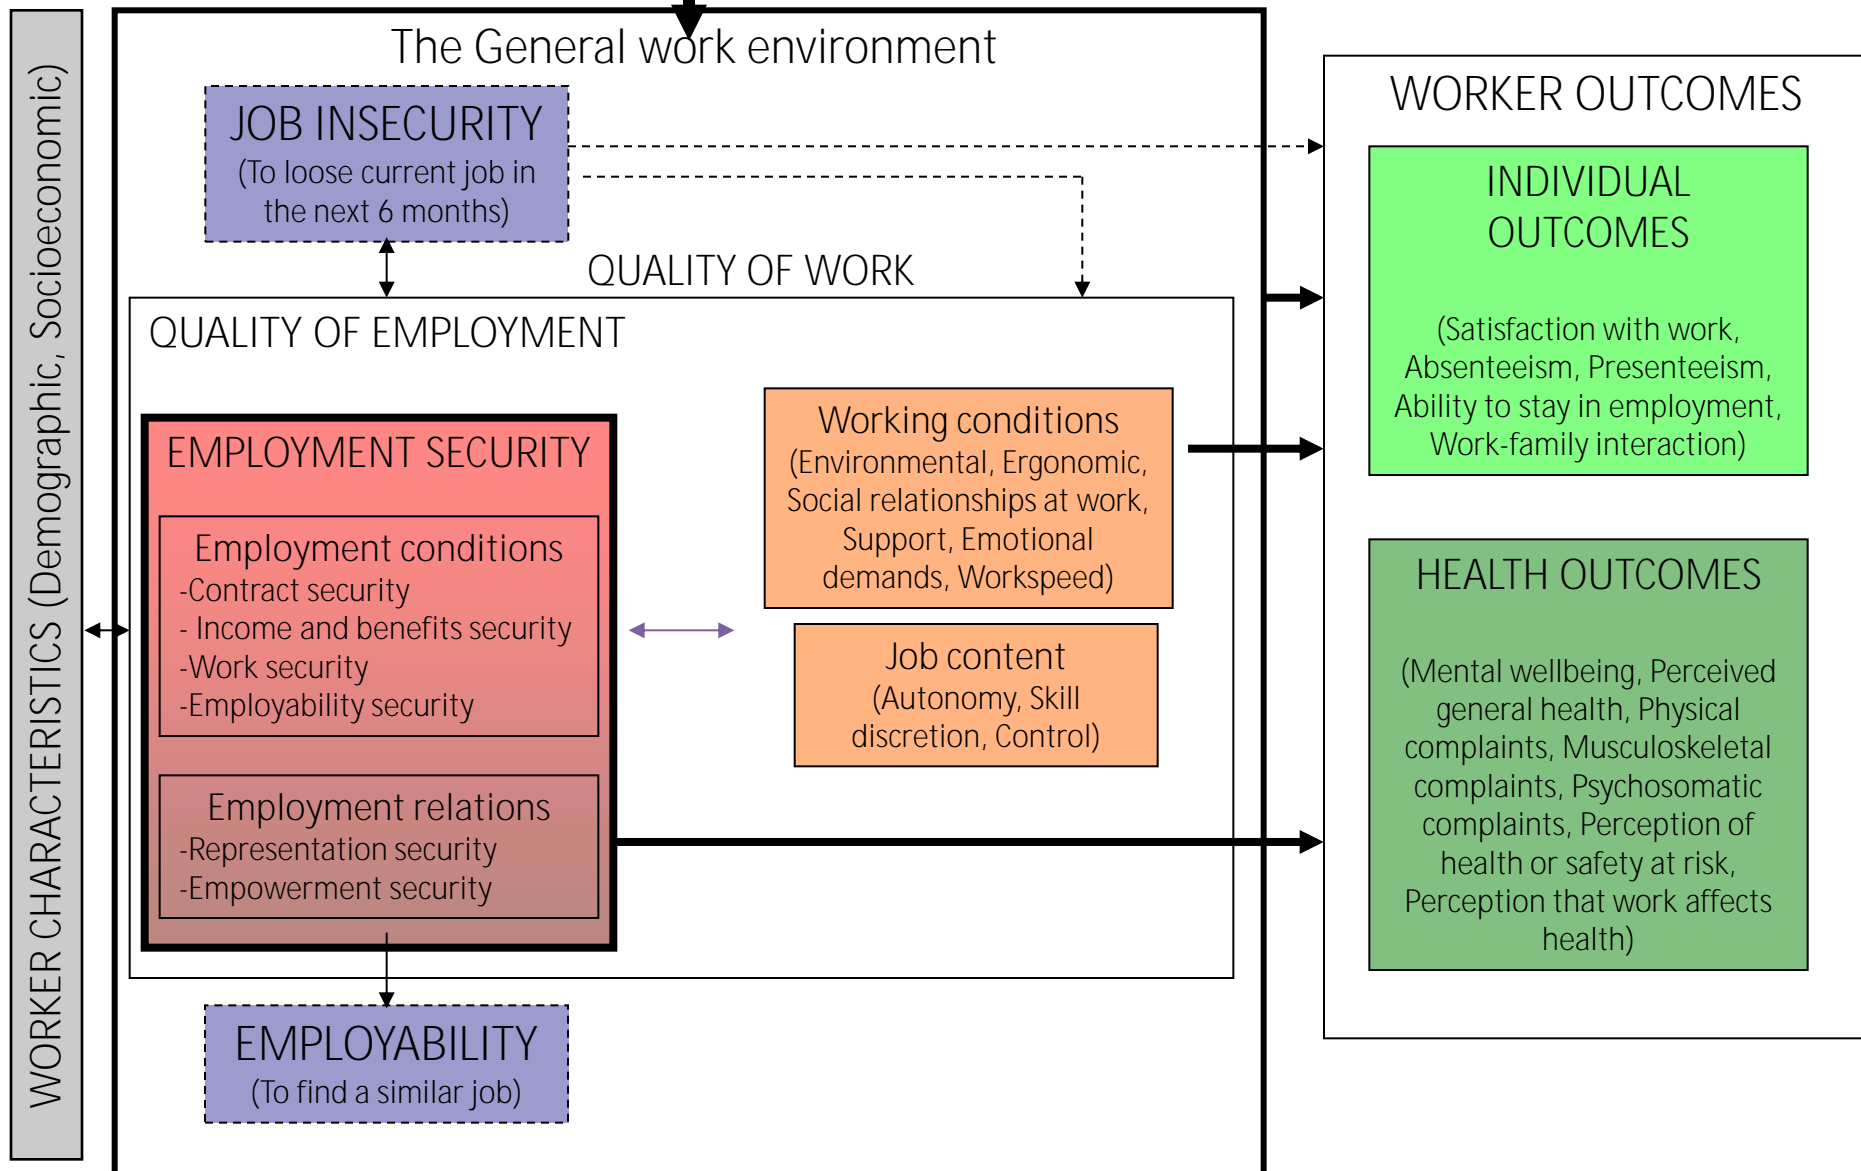 WORKER CHARACTERISTICS (Demographic, Socioeconomic)
The General work environment
JOB INSECURITY
(To loose current job in
the next 6 months)
QUALITY OF WORK
QUALITY OF EMPLOYMENT
EMPLOYMENT SECURITY
Employment conditions
-Contract security
- Income and benefits security
-Work security
-Employability security
Employment relations
-Representation security
-Empowerment security
Working conditions
(Environmental, Ergonomic,
Social relationships at work,
Support, Emotional
demands, Workspeed)
Job content
(Autonomy, Skill
discretion, Control)
EMPLOYABILITY
(To find a similar job)
WORKER OUTCOMES
INDIVIDUAL
OUTCOMES
(Satisfaction with work,
Absenteeism, Presenteeism,
Ability to stay in employment,
Work-family interaction)
HEALTH OUTCOMES
(Mental wellbeing, Perceived
general health, Physical
complaints, Musculoskeletal
complaints, Psychosomatic
complaints, Perception of
health or safety at risk,
Perception that work affects
health)